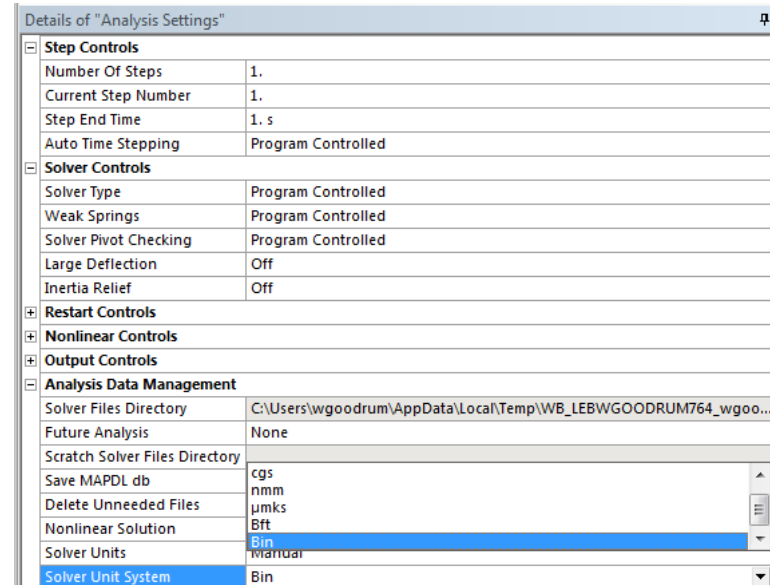 Details of "Analysis Settings"
Step Controls
Number Of Steps 1.
Current Step Number 1.
Step End Time 1. s
Auto Time Stepping Program Controlled
Solver Controls
Solver Type Program Controlled
Weak Springs Program Controlled
Solver Pivot Checking Program Controlled
Large Deflection Off
Inertia Relief Off
Restart Controls
Nonlinear Controls
Output Controls
Analysis Data Management
Solver Files Directory C:\Users\wgoodrum\AppData\Local\Temp\WB_LEBWGOODRUM764_wgoo...
Future Analysis None
Scratch Solver Files Directory
cgs
Save MAPDL db
nmm
µmks
Delete Unneeded Files
Bft
Nonlinear Solution
Bin
Solver Units Manual
Solver Unit System Bin